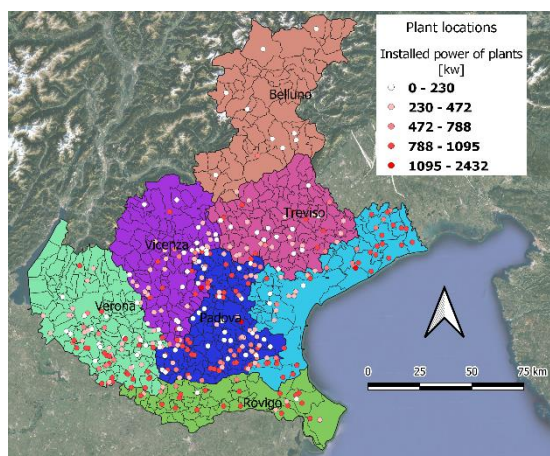 Plant locations
Installed power of plants
[kw]
0 - 230
230 - 472
472 - 788
788 - 1095
1095 - 2432
Belluno
Treviso
Vicenza
Verona
Padova
Rovigo
0 25 50 75 km